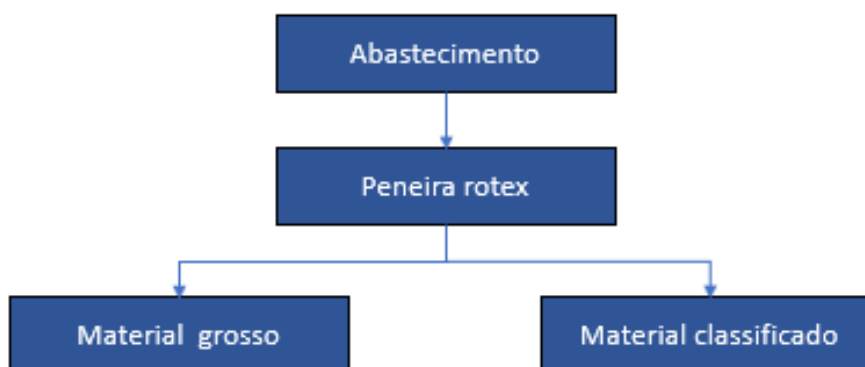 Abastecimento
Peneira rotex
Material grosso
Material classificado